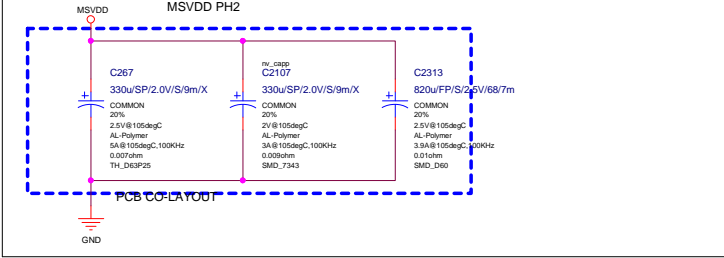 MSVDD
MSVDD PH2
C267
330u/SP/2.0V/S/9m/X
COMMON
20%
2.5V@105degC
AL-Polymer
5A@105degC,100KHz
0.007ohm
TH_D63P25
nv_capp
C2107
330u/SP/2.0V/S/9m/X
COMMON
20%
2V@105degC
AL-Polymer
3A@105degC,100KHz
0.009ohm
SMD_7343
C2313
820u/FP/S/2.5V/68/7m
COMMON
20%
2.5V@105degC
AL-Polymer
3.9A@105degC,100KHz
0.01ohm
SMD_D60
PCB CO-LAYOUT
GND